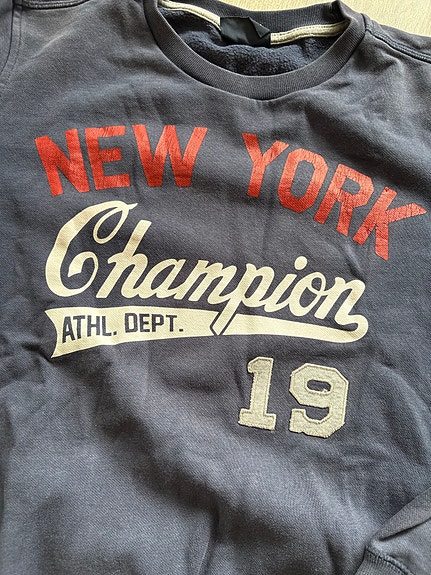 NEW YORK
Champion
ATHL. DEPT.
19